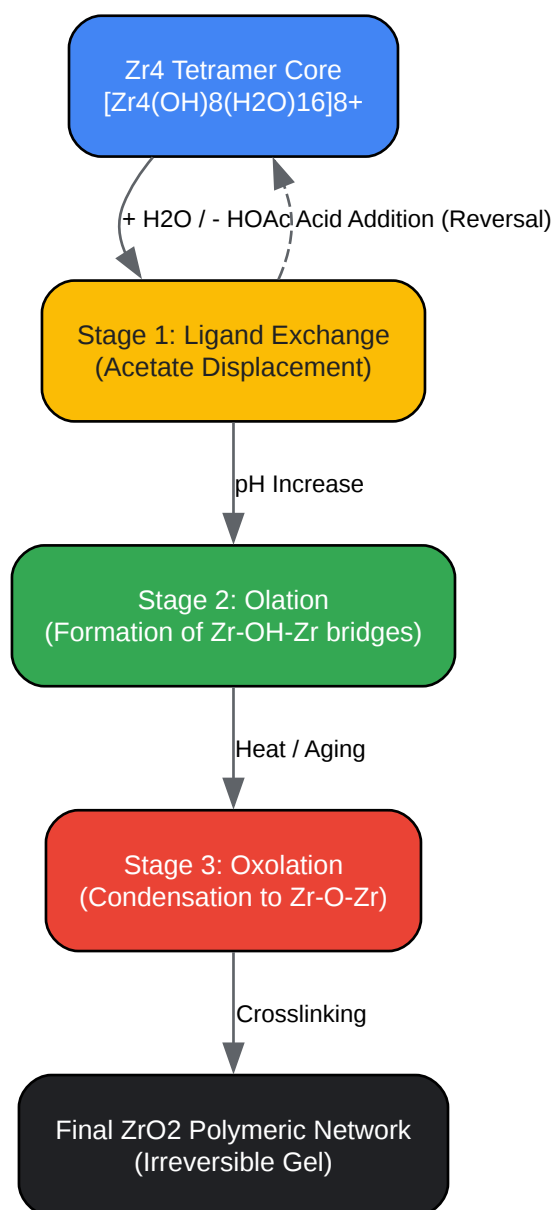 Zr4 Tetramer Core
[Zr4(OH)8(H2O)16]8+
+ H2O / - HOAc
Acid Addition (Reversal)
Stage 1: Ligand Exchange
(Acetate Displacement)
pH Increase
Stage 2: Olation
(Formation of Zr-OH-Zr bridges)
Heat / Aging
Stage 3: Oxolation
(Condensation to Zr-O-Zr)
Crosslinking
Final ZrO2 Polymeric Network
(Irreversible Gel)